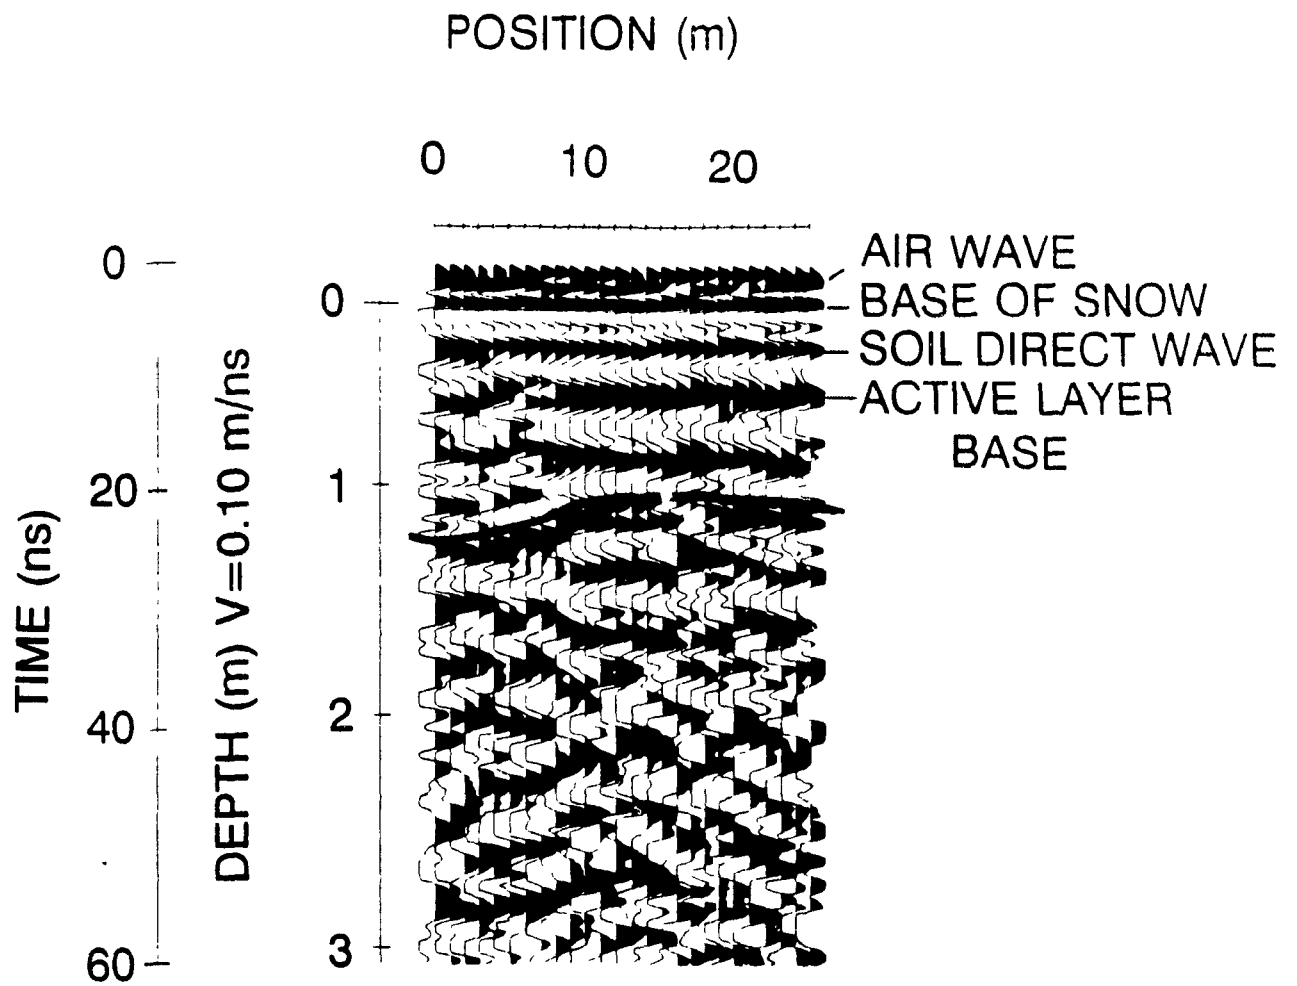 POSITION (m)
0 10 20
AIR WAVE
BASE OF SNOW
SOIL DIRECT WAVE
ACTIVE LAYER
BASE
TIME (ns)
0
20
40
60
DEPTH (m) V=0.10 m/ns
0
1
2
3